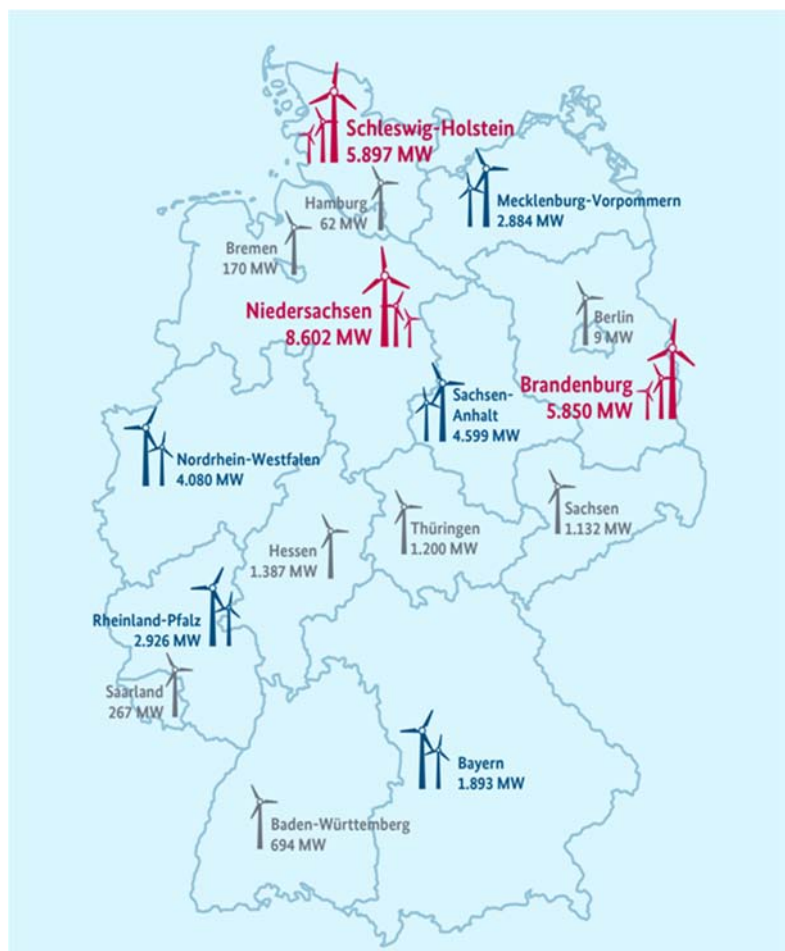 Schleswig-Holstein
5.897 MW
Mecklenburg-Vorpommern
2.884 MW
Hamburg
62 MW
Bremen
170 MW
Niedersachsen
8.602 MW
Berlin
9 MW
Brandenburg
5.850 MW
Sachsen-
Anhalt
4.599 MW
Nordrhein-Westfalen
4.080 MW
Sachsen
1.132 MW
Thüringen
1.200 MW
Hessen
1.387 MW
Rheinland-Pfalz
2.926 MW
Saarland
267 MW
Bayern
1.893 MW
Baden-Württemberg
694 MW